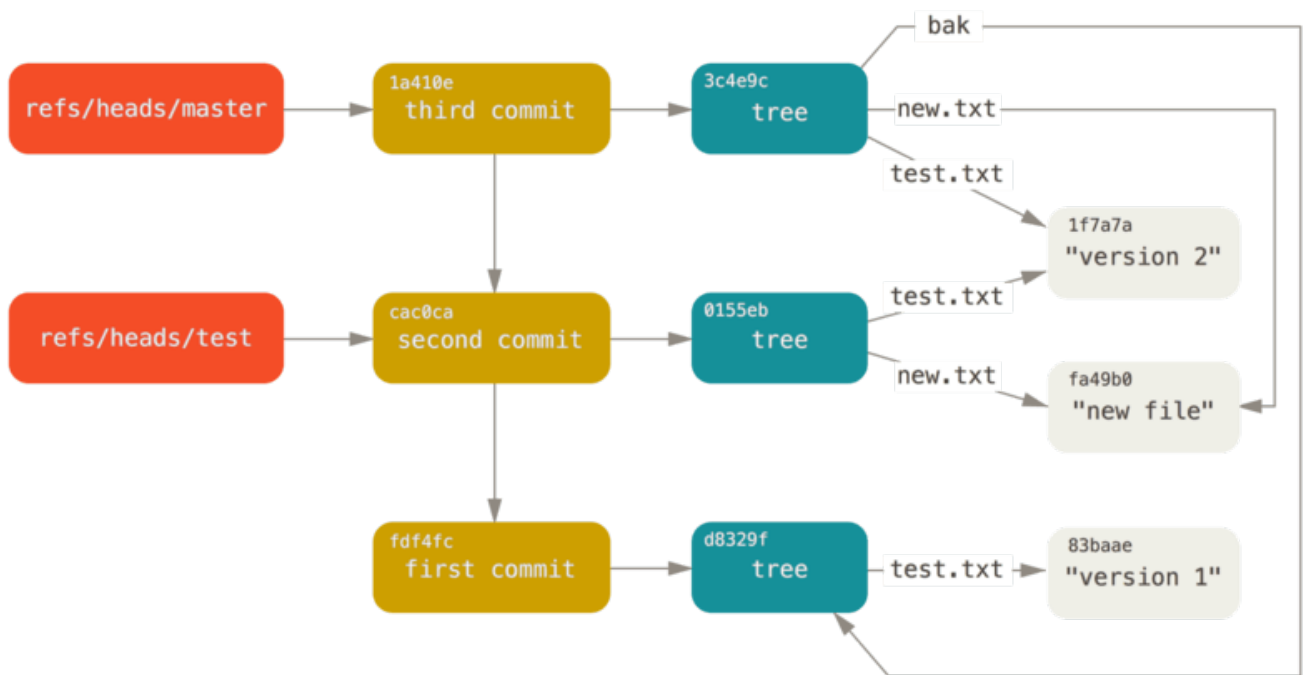 bak
refs/heads/master
1a410e
third commit
3c4e9c
tree
new.txt
test.txt
1f7a7a
"version 2"
refs/heads/test
cac0ca
second commit
0155eb
tree
test.txt
new.txt
fa49b0
"new file"
fdf4fc
first commit
d8329f
tree
test.txt
83baae
"version 1"